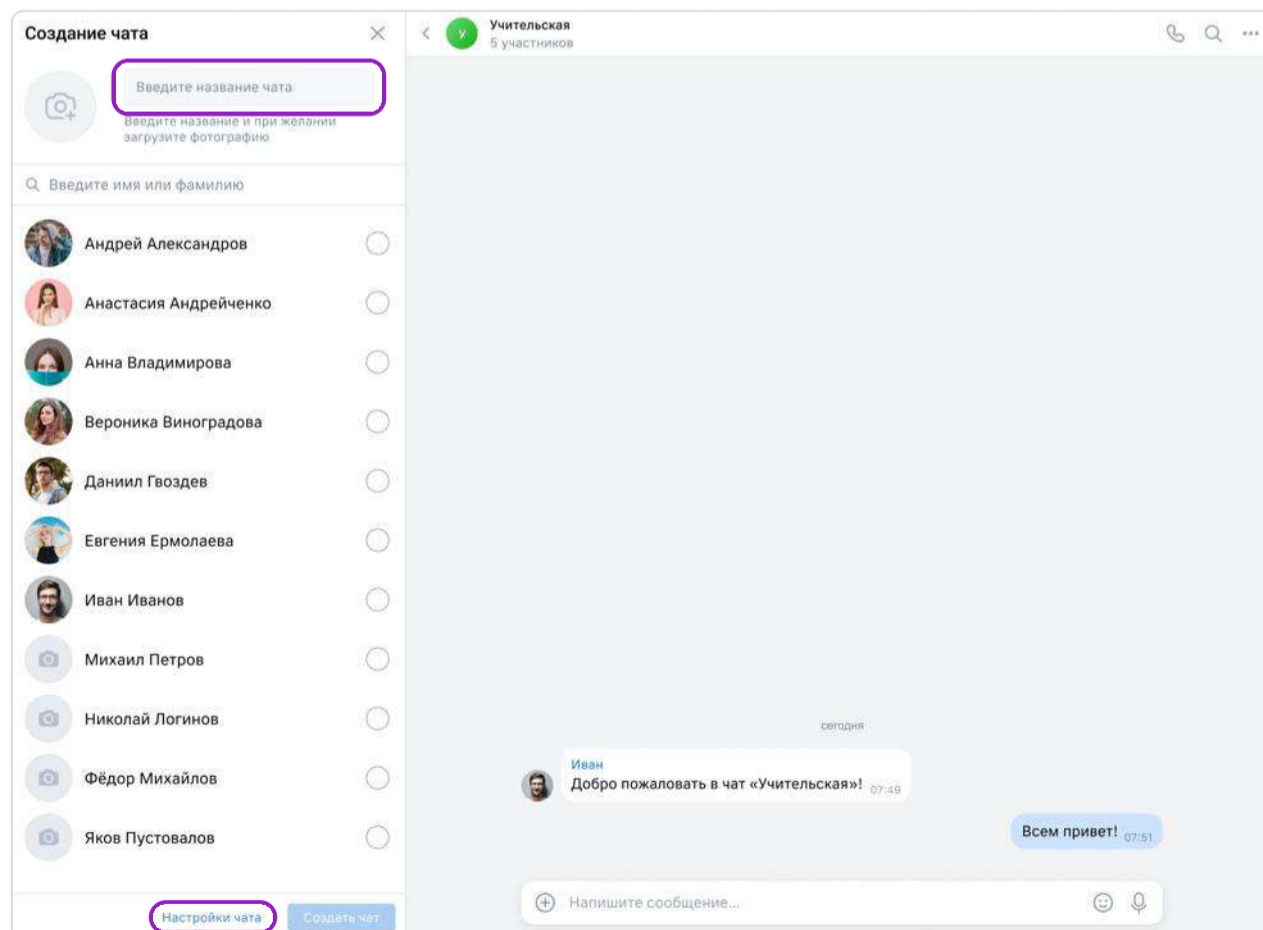 Создание чата
Введите название чата
Введите название и при желании
загрузите фотографию
Введите имя или фамилию
Андрей Александров
Анастасия Андрейченко
Анна Владимирова
Вероника Виноградова
Даниил Гвоздев
Евгения Ермолаева
Иван Иванов
Михаил Петров
Николай Логинов
Фёдор Михайлов
Яков Пустовалов
Настройки чата
Создать чат
У
Учительская
5 участников
сегодня
Иван
Добро пожаловать в чат «Учительская»! 07:49
Всем привет! 07:51
Напишите сообщение...